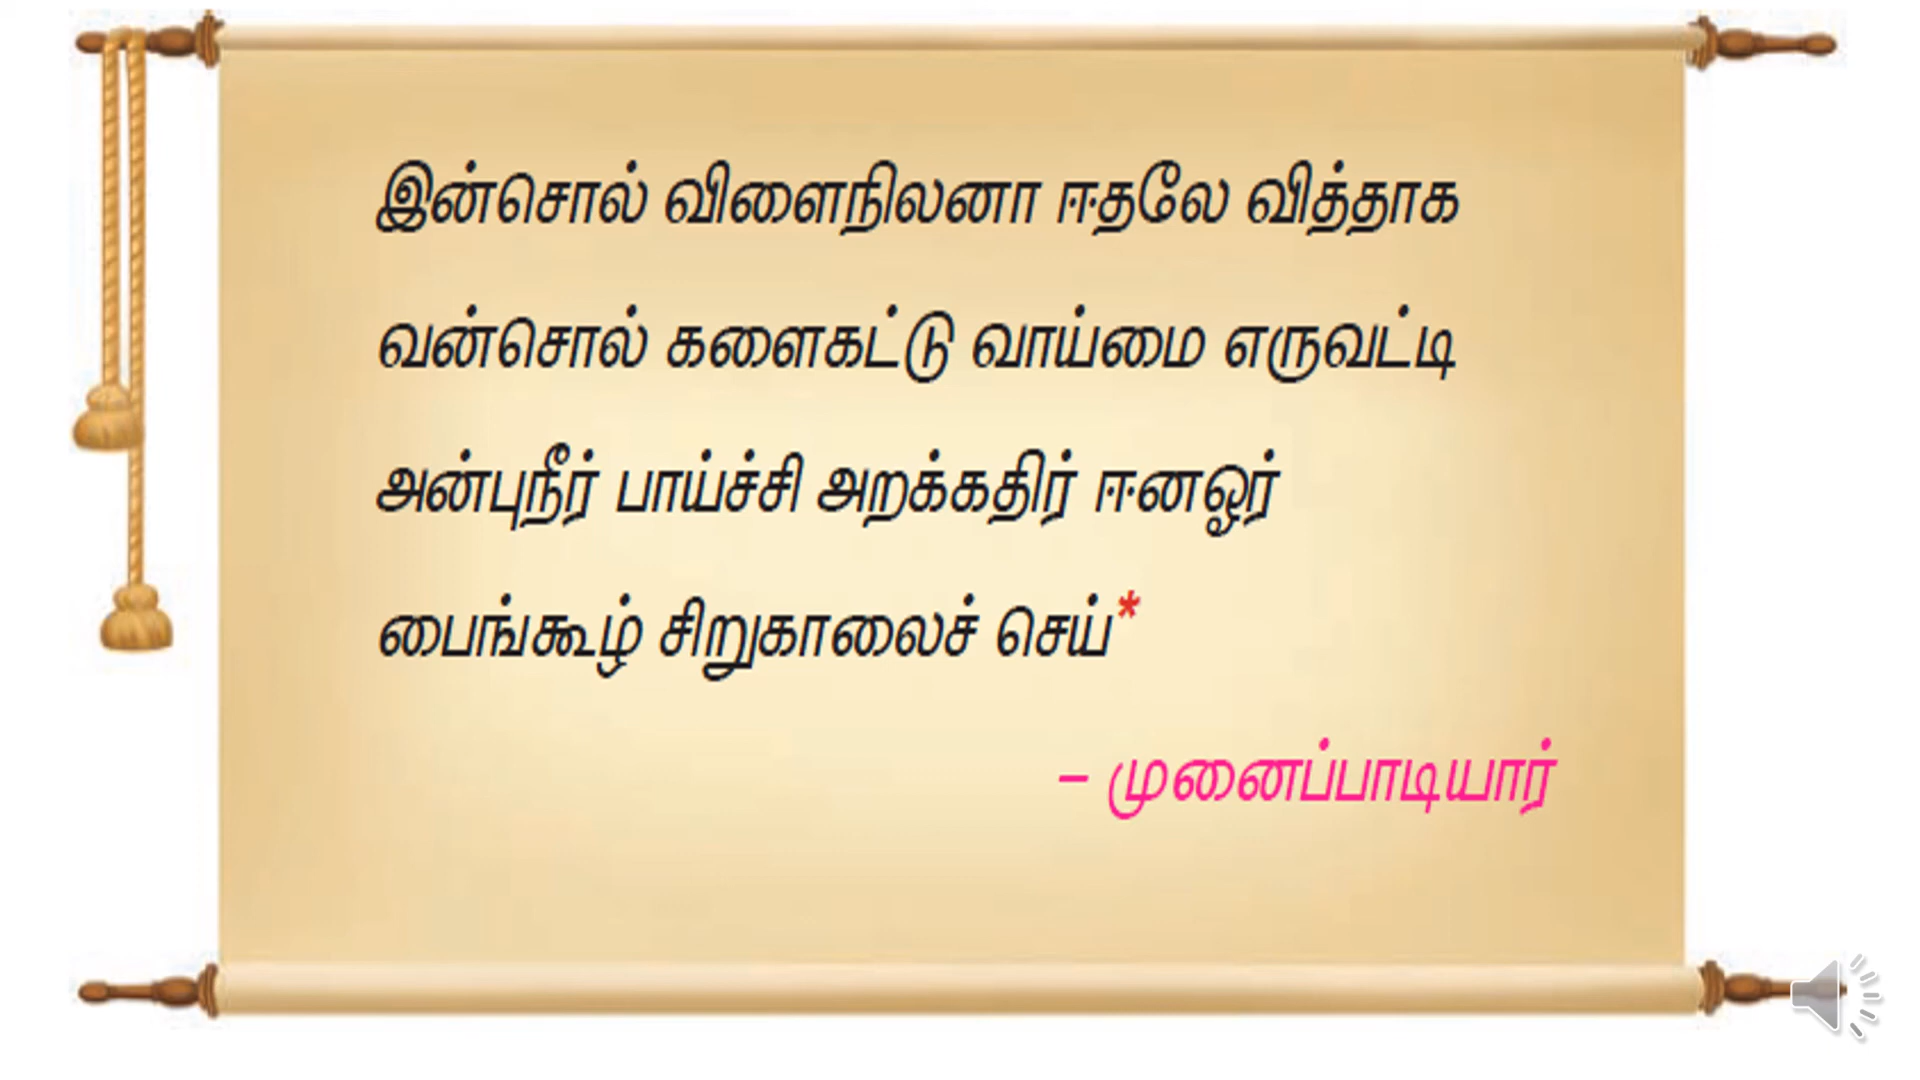 இன்சொல் விளைநிலனா ஈதலே வித்தாக
வன்சொல் களைகட்டு வாய்மை எருவட்டி
அன்புநீர் பாய்ச்சி அறக்கதிர் ஈனஓர்
பைங்கூழ் சிறுகாலைச் செய்*
– முனைப்பாடியார்